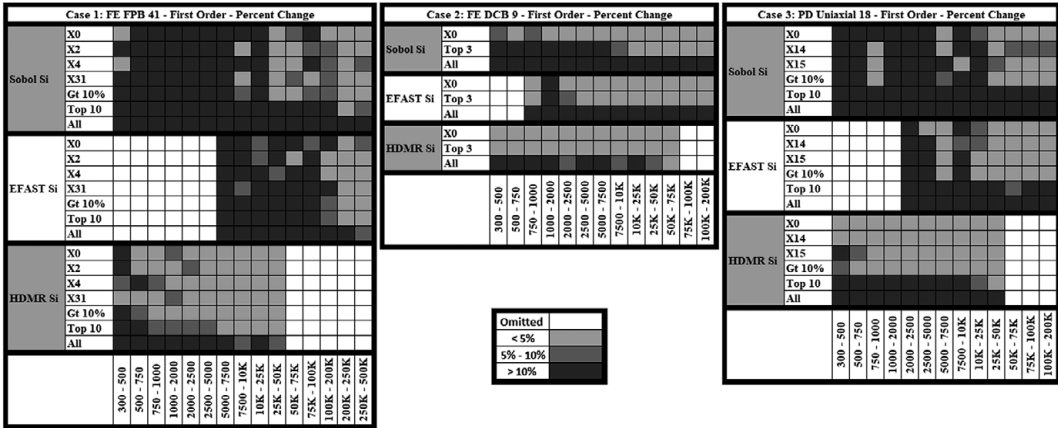 Case 1: FE FPB 41 - First Order - Percent Change
Sobol Si
X0
X2
X4
X31
Gt 10%
Top 10
All
EFAST Si
X0
X2
X4
X31
Gt 10%
Top 10
All
HDMR Si
X0
X2
X4
X31
Gt 10%
Top 10
All
300 - 500
500 - 750
750 - 1000
1000 - 2000
2000 - 2500
2500 - 5000
5000 - 7500
7500 - 10K
10K - 25K
25K - 50K
50K - 75K
75K - 100K
100K - 200K
200K - 250K
250K - 500K
Case 2: FE DCB 9 - First Order - Percent Change
Sobol Si
X0
Top 3
All
EFAST Si
X0
Top 3
All
HDMR Si
X0
Top 3
All
300 - 500
500 - 750
750 - 1000
1000 - 2000
2000 - 2500
2500 - 5000
5000 - 7500
7500 - 10K
10K - 25K
25K - 50K
50K - 75K
75K - 100K
100K - 200K
Omitted
< 5%
5% - 10%
> 10%
Case 3: PD Uniaxial 18 - First Order - Percent Change
Sobol Si
X0
X14
X15
Gt 10%
Top 10
All
EFAST Si
X0
X14
X15
Gt 10%
Top 10
All
HDMR Si
X0
X14
X15
Gt 10%
Top 10
All
300 - 500
500 - 750
750 - 1000
1000 - 2000
2000 - 2500
2500 - 5000
5000 - 7500
7500 - 10K
10K - 25K
25K - 50K
50K - 75K
75K - 100K
100K - 200K